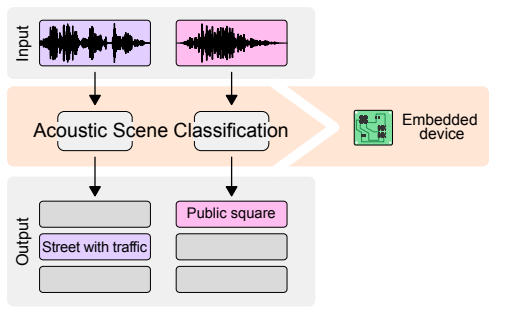 Input
Acoustic Scene Classification
Embedded
device
Output
Public square
Street with traffic